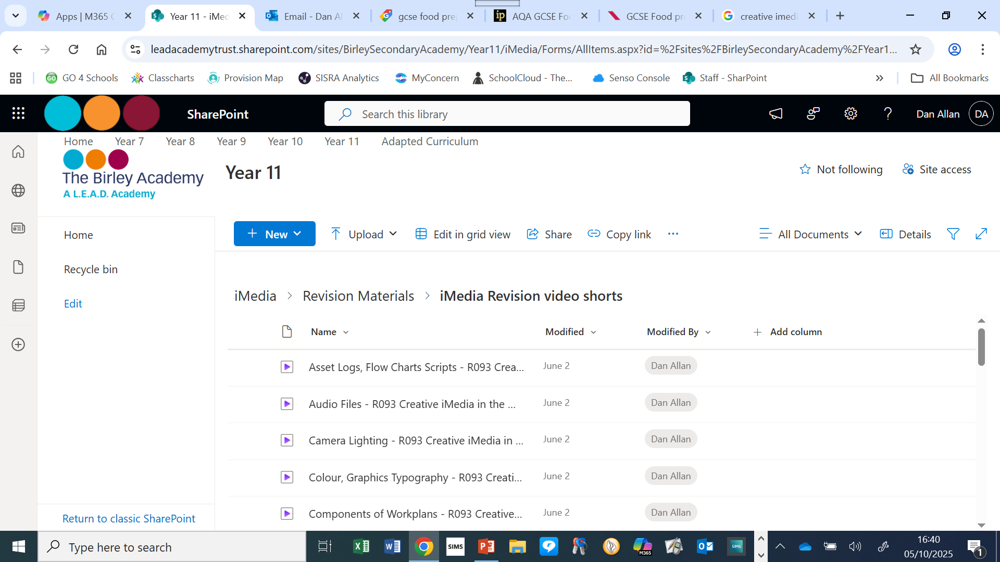 Apps | M365 C
Year 11 - iMed
Email - Dan Al
gcse food pre
AQA GCSE Fo
GCSE Food pr
creative imedi
leadacademytrust.sharepoint.com/sites/BirleySecondaryAcademy/Year11/iMedia/Forms/AllItems.aspx?id=%2Fsites%2FBirleySecondaryAcademy%2FYear1...
GO 4 Schools
Classcharts
Provision Map
SISRA Analytics
MyConcern
SchoolCloud - The...
Senso Console
Staff - SharPoint
All Bookmarks
SharePoint
Search this library
Dan Allan
DA
Home Year 7 Year 8 Year 9 Year 10 Year 11 Adapted Curriculum
The Birley Academy
A L.E.A.D. Academy
Year 11
Not following
Site access
Home
Recycle bin
Edit
Return to classic SharePoint
New
Upload
Edit in grid view
Share
Copy link
...
All Documents
Details
iMedia > Revision Materials > iMedia Revision video shorts
Name Modified Modified By + Add column
Asset Logs, Flow Charts Scripts - R093 Crea... June 2 Dan Allan
Audio Files - R093 Creative iMedia in the ... June 2 Dan Allan
Camera Lighting - R093 Creative iMedia in ... June 2 Dan Allan
Colour, Graphics Typography - R093 Creati... June 2 Dan Allan
Components of Workplans - R093 Creative... June 2 Dan Allan
Type here to search
SIMS
M365
SIMS
16:40
05/10/2025
1